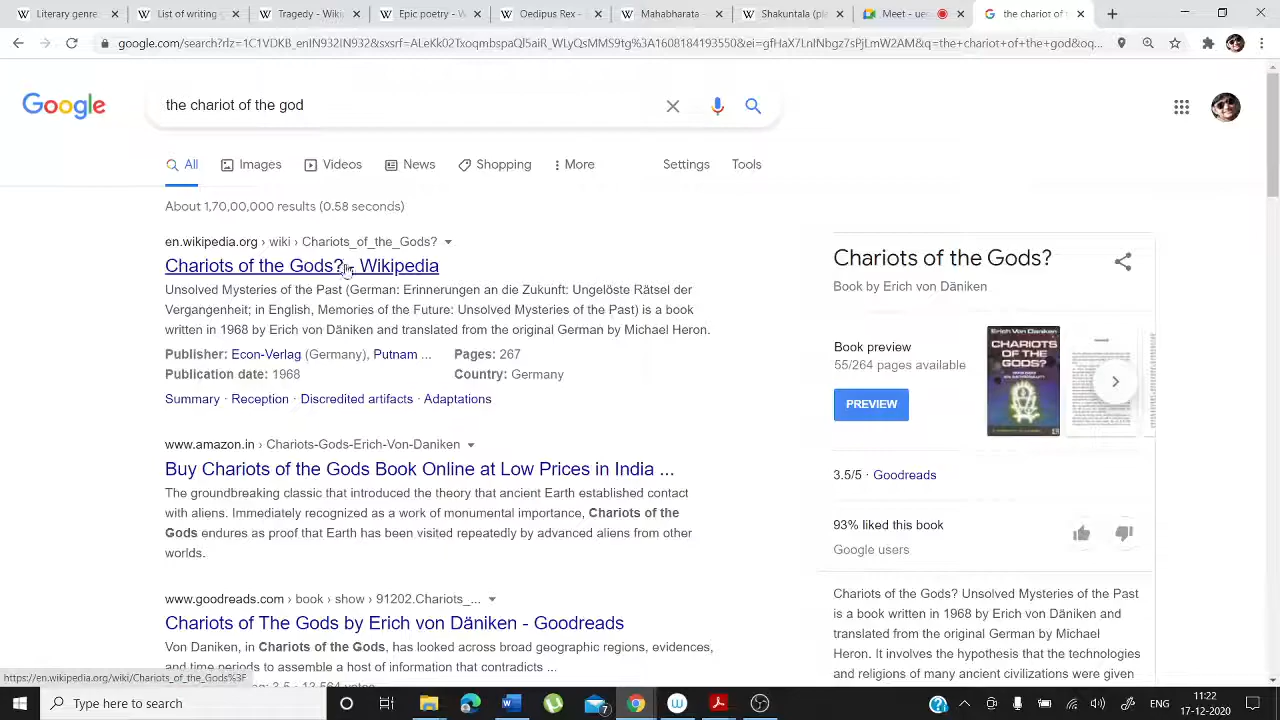 Literary genre
List of writing
Tragedy - Wi
Epic poetry - W
Oedipus Rex -
Mahabharata
Shakuntala (pl
Meet -
the chariot of
google.com/search?rlz=1C1VDKB_enIN932IN932&sxsrf=
the chariot of the god
Google
All
Images
Videos
News
Shopping
More
Settings
Tools
About 1,70,00,000 results (0.58 seconds)
en.wikipedia.org › wiki › Chariots_of_the_Gods?
Chariots of the Gods? - Wikipedia
Unsolved Mysteries of the Past (German: Erinnerungen an die Zukunft: Ungelöste Rätsel der
Vergangenheit; in English, Memories of the Future: Unsolved Mysteries of the Past) is a book
written in 1968 by Erich von Däniken and translated from the original German by Michael Heron.
Publisher: Econ-Verlag (Germany), Putnam ...
ages: 267
Publication date: 1968
ountry: Germany
Summary · Reception · Discredited artifacts · Adaptations
www.amazon.in › Chariots-Gods-Erich-Von-Daniken
Buy Chariots of the Gods Book Online at Low Prices in India ...
The groundbreaking classic that introduced the theory that ancient Earth established contact
with aliens. Immediately recognized as a work of monumental importance, Chariots of the
Gods endures as proof that Earth has been visited repeatedly by advanced aliens from other
worlds.
www.goodreads.com › book › show › 91202.Chariots_...
Chariots of The Gods by Erich von Däniken - Goodreads
Von Daniken, in Chariots of the Gods, has looked across broad geographic regions, evidences,
and time periods to assemble a host of information that contradicts ...
Chariots of the Gods?
Book by Erich von Däniken
Book preview
pages available
PREVIEW
Erich Von Daniken
CHARIOTS
OF THE
GODS?
3.5/5 · Goodreads
93% liked this book
Google users
Chariots of the Gods? Unsolved Mysteries of the Past
is a book written in 1968 by Erich von Däniken and
translated from the original German by Michael
Heron. It involves the hypothesis that the technologies
and religions of many ancient civilizations were given
https://en.wikipedia.org/wiki/Chariots_of_the_Gods%3F
Type here to search
ENG
11:22
17-12-2020